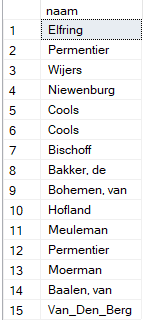 naam
1 Elfring
2 Permentier
3 Wijers
4 Niewenburg
5 Cools
6 Cools
7 Bischoff
8 Bakker, de
9 Bohemen, van
10 Hofland
11 Meuleman
12 Permentier
13 Moerman
14 Baalen, van
15 Van_Den_Berg